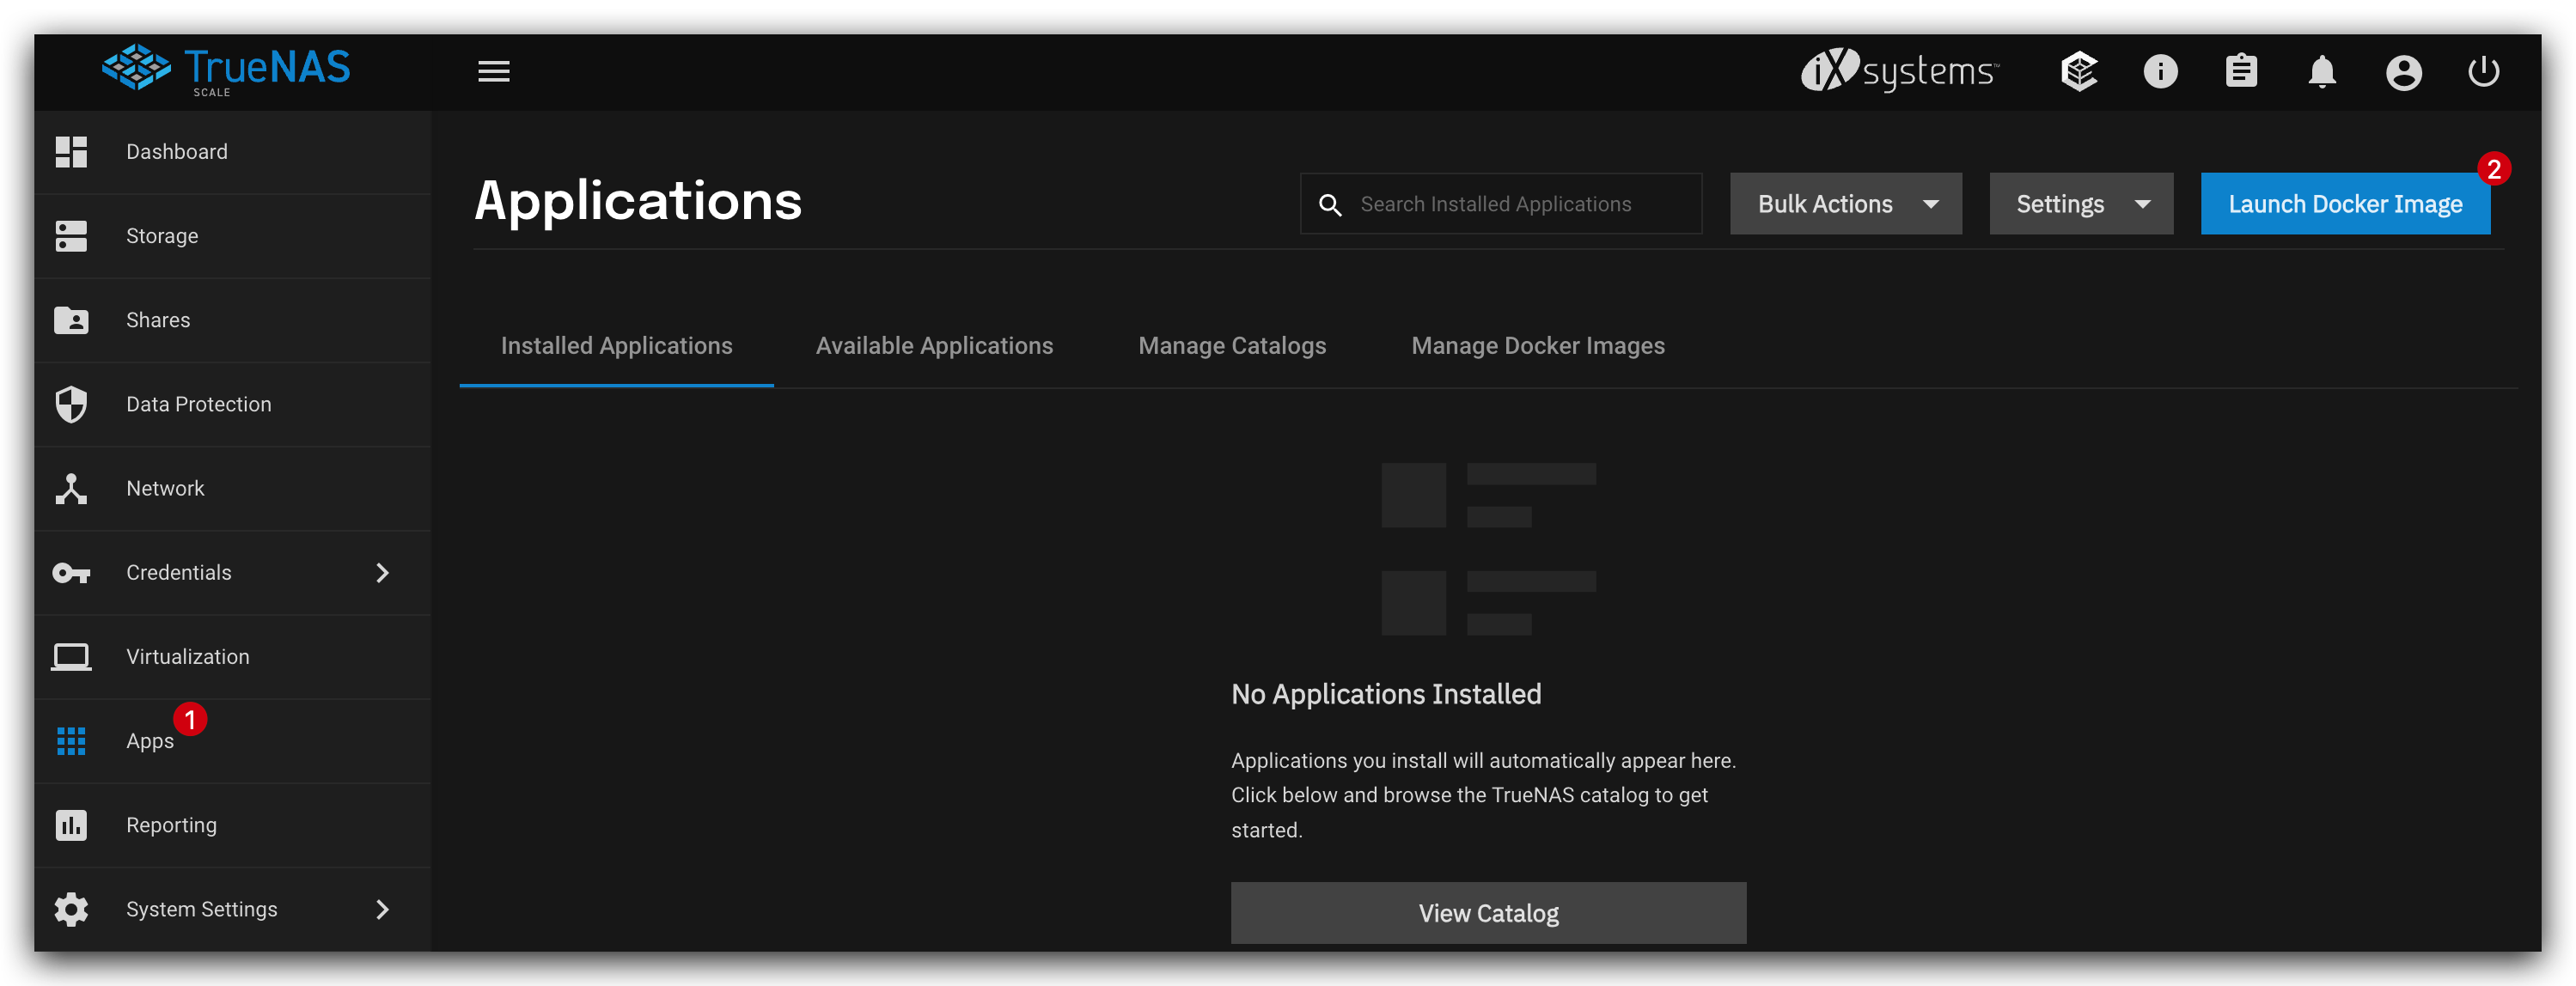 TrueNAS
SCALE
iXsystems™
Dashboard
Storage
Shares
Data Protection
Network
Credentials
Virtualization
Apps
1
Reporting
System Settings
Applications
Search Installed Applications
Bulk Actions
Settings
Launch Docker Image
2
Installed Applications
Available Applications
Manage Catalogs
Manage Docker Images
No Applications Installed
Applications you install will automatically appear here.
Click below and browse the TrueNAS catalog to get
started.
View Catalog